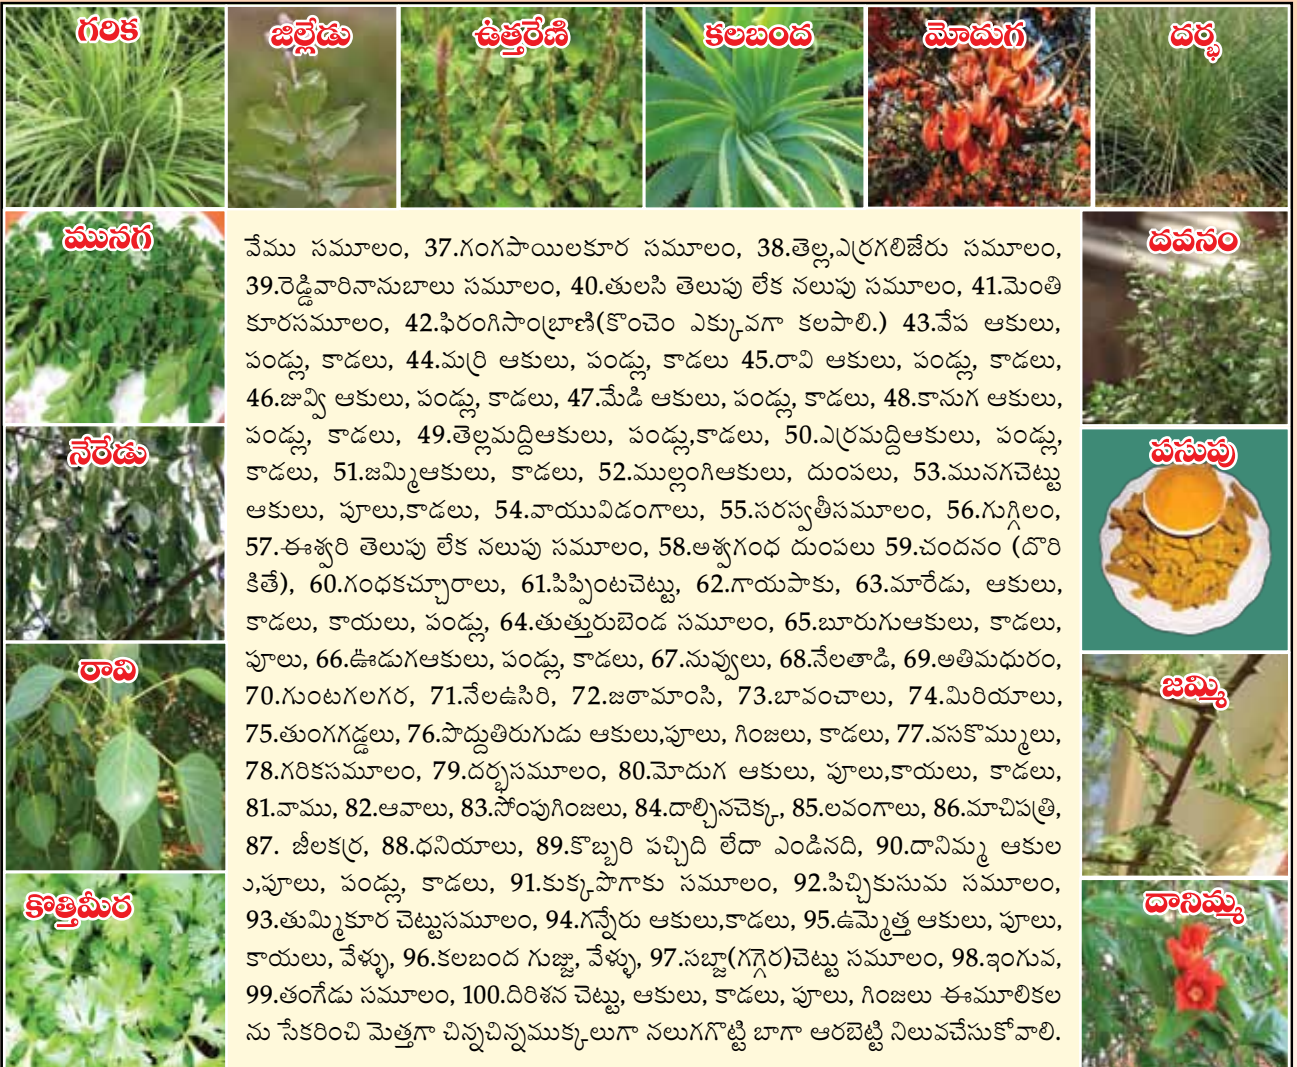 గరిక
జిల్లేడు
ఉత్తరేణి
కలబంద
మోదుగ
దర్భ
మునగ
నేరేడు
రావి
కొత్తిమీర
వేము సమూలం, 37.గంగపాయిలకూర సమూలం, 38.తెల్ల,ఎర్రగలిజేరు సమూలం,
39.రెడ్డివారినానుబాలు సమూలం, 40.తులసి తెలుపు లేక నలుపు సమూలం, 41.మెంతి
కూరసమూలం, 42.ఫిరంగిసాంబ్రాణి(కొంచెం ఎక్కువగా కలపాలి.) 43.వేప ఆకులు,
పండ్లు, కాడలు, 44.మర్రి ఆకులు, పండ్లు, కాడలు 45.రావి ఆకులు, పండ్లు, కాడలు,
46.జువ్వి ఆకులు, పండ్లు, కాడలు, 47.మేడి ఆకులు, పండ్లు, కాడలు, 48.కానుగ ఆకులు,
పండ్లు, కాడలు, 49.తెల్లమద్దిఆకులు, పండ్లు,కాడలు, 50.ఎర్రమద్దిఆకులు, పండ్లు,
కాడలు, 51.జమ్మిఆకులు, కాడలు, 52.ముల్లంగిఆకులు, దుంపలు, 53.మునగచెట్టు
ఆకులు, పూలు,కాడలు, 54.వాయువిడంగాలు, 55.సరస్వతీసమూలం, 56.గుగ్గిలం,
57.ఈశ్వరి తెలుపు లేక నలుపు సమూలం, 58.అశ్వగంధ దుంపలు 59.చందనం (దొరి
కితే), 60.గంధకచ్చూరాలు, 61.పిప్పింటచెట్టు, 62.గాయపాకు, 63.మారేడు, ఆకులు,
కాడలు, కాయలు, పండ్లు, 64.తుత్తురుబెండ సమూలం, 65.బూరుగుఆకులు, కాడలు,
పూలు, 66.ఊడుగఆకులు, పండ్లు, కాడలు, 67.నువ్వులు, 68.నేలతాడి, 69.అతిమధురం,
70.గుంటగలగర, 71.నేలఉసిరి, 72.జఠామాంసి, 73.బావంచాలు, 74.మిరియాలు,
75.తుంగగడ్డలు, 76.పొద్దుతిరుగుడు ఆకులు,పూలు, గింజలు, కాడలు, 77.వసకొమ్ములు,
78.గరికసమూలం, 79.దర్భసమూలం, 80.మోదుగ ఆకులు, పూలు,కాయలు, కాడలు,
81.వాము, 82.ఆవాలు, 83.సోంపుగింజలు, 84.దాల్చినచెక్క, 85.లవంగాలు, 86.మాచిపత్రి,
87. జీలకర్ర, 88.ధనియాలు, 89.కొబ్బరి పచ్చిది లేదా ఎండినది, 90.దానిమ్మ ఆకుల
ు,పూలు, పండ్లు, కాడలు, 91.కుక్కపొగాకు సమూలం, 92.పిచ్చికుసుమ సమూలం,
93.తుమ్మికూర చెట్టుసమూలం, 94.గన్నేరు ఆకులు,కాడలు, 95.ఉమ్మెత్త ఆకులు, పూలు,
కాయలు, వేళ్ళు, 96.కలబంద గుజ్జు, వేళ్ళు, 97.సబ్జా(గగ్గెర)చెట్టు సమూలం, 98.ఇంగువ,
99.తంగేడు సమూలం, 100.దిరిశన చెట్టు, ఆకులు, కాడలు, పూలు, గింజలు ఈమూలికల
ను సేకరించి మెత్తగా చిన్నచిన్నముక్కలుగా నలుగగొట్టి బాగా ఆరబెట్టి నిలువచేసుకోవాలి.
దవనం
పసుపు
జమ్మి
దానిమ్మ